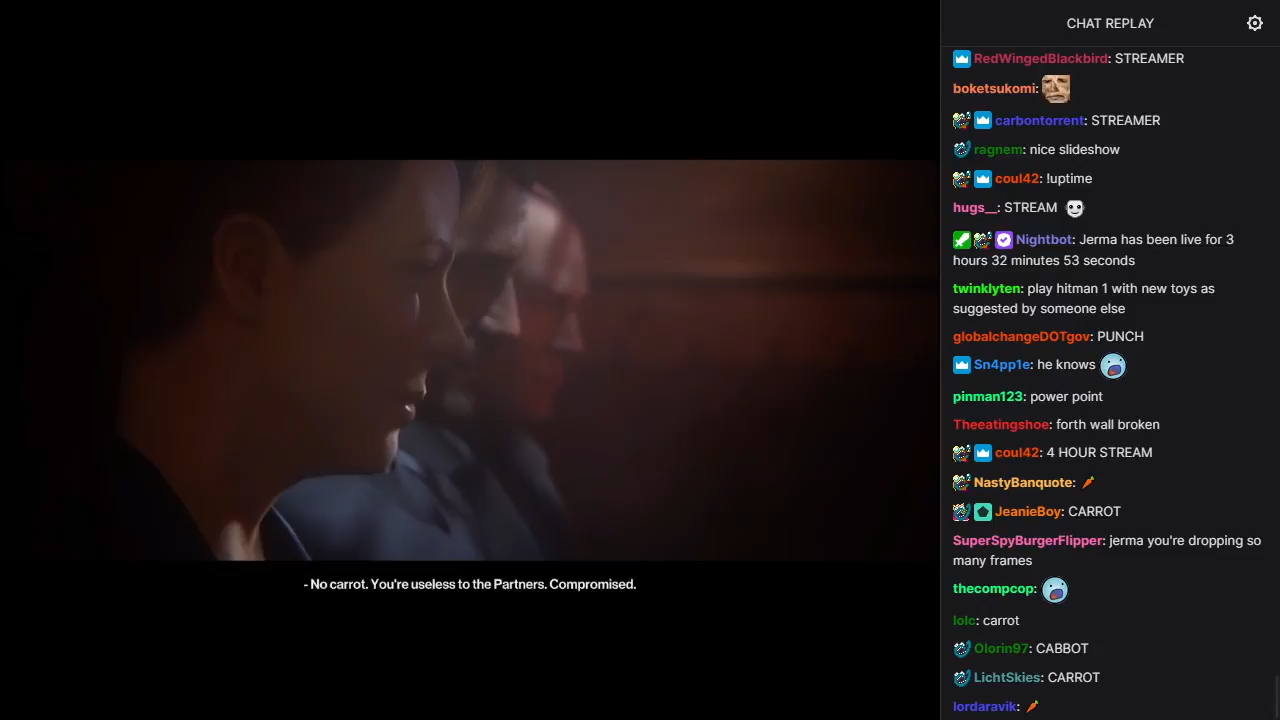 CHAT REPLAY
RedWingedBlackbird: STREAMER
boketsukomi:
carbontorrent: STREAMER
ragnem: nice slideshow
coul42: !uptime
hugs__: STREAM
Nightbot: Jerma has been live for 3
hours 32 minutes 53 seconds
twinklyten: play hitman 1 with new toys as
suggested by someone else
globalchangeDOTgov: PUNCH
Sn4pp1e: he knows
pinman123: power point
Theeatingshoe: forth wall broken
coul42: 4 HOUR STREAM
NastyBanquote:
JeanieBoy: CARROT
SuperSpyBurgerFlipper: jerma you're dropping so
many frames
thecompcop:
lolc: carrot
Olorin97: CABBOT
LichtSkies: CARROT
lordaravik:
- No carrot. You're useless to the Partners. Compromised.